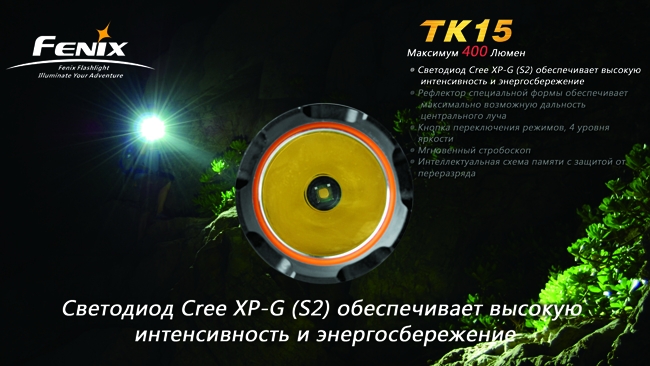 FENIX
Fenix Flashlight
Illuminate Your Adventure
TK15
Максимум 400 Люмен
Светодиод Cree XP-G (S2) обеспечивает высокую
интенсивность и энергосбережение
Рефлектор специальной формы обеспечивает
максимально возможную дальность
центрального луча
Кнопка переключения режимов, 4 уровня
яркости
Мгновенный стробоскоп
Интеллектуальная схема памяти с защитой от
переразряда
Светодиод Cree XP-G (S2) обеспечивает высокую
интенсивность и энергосбережение